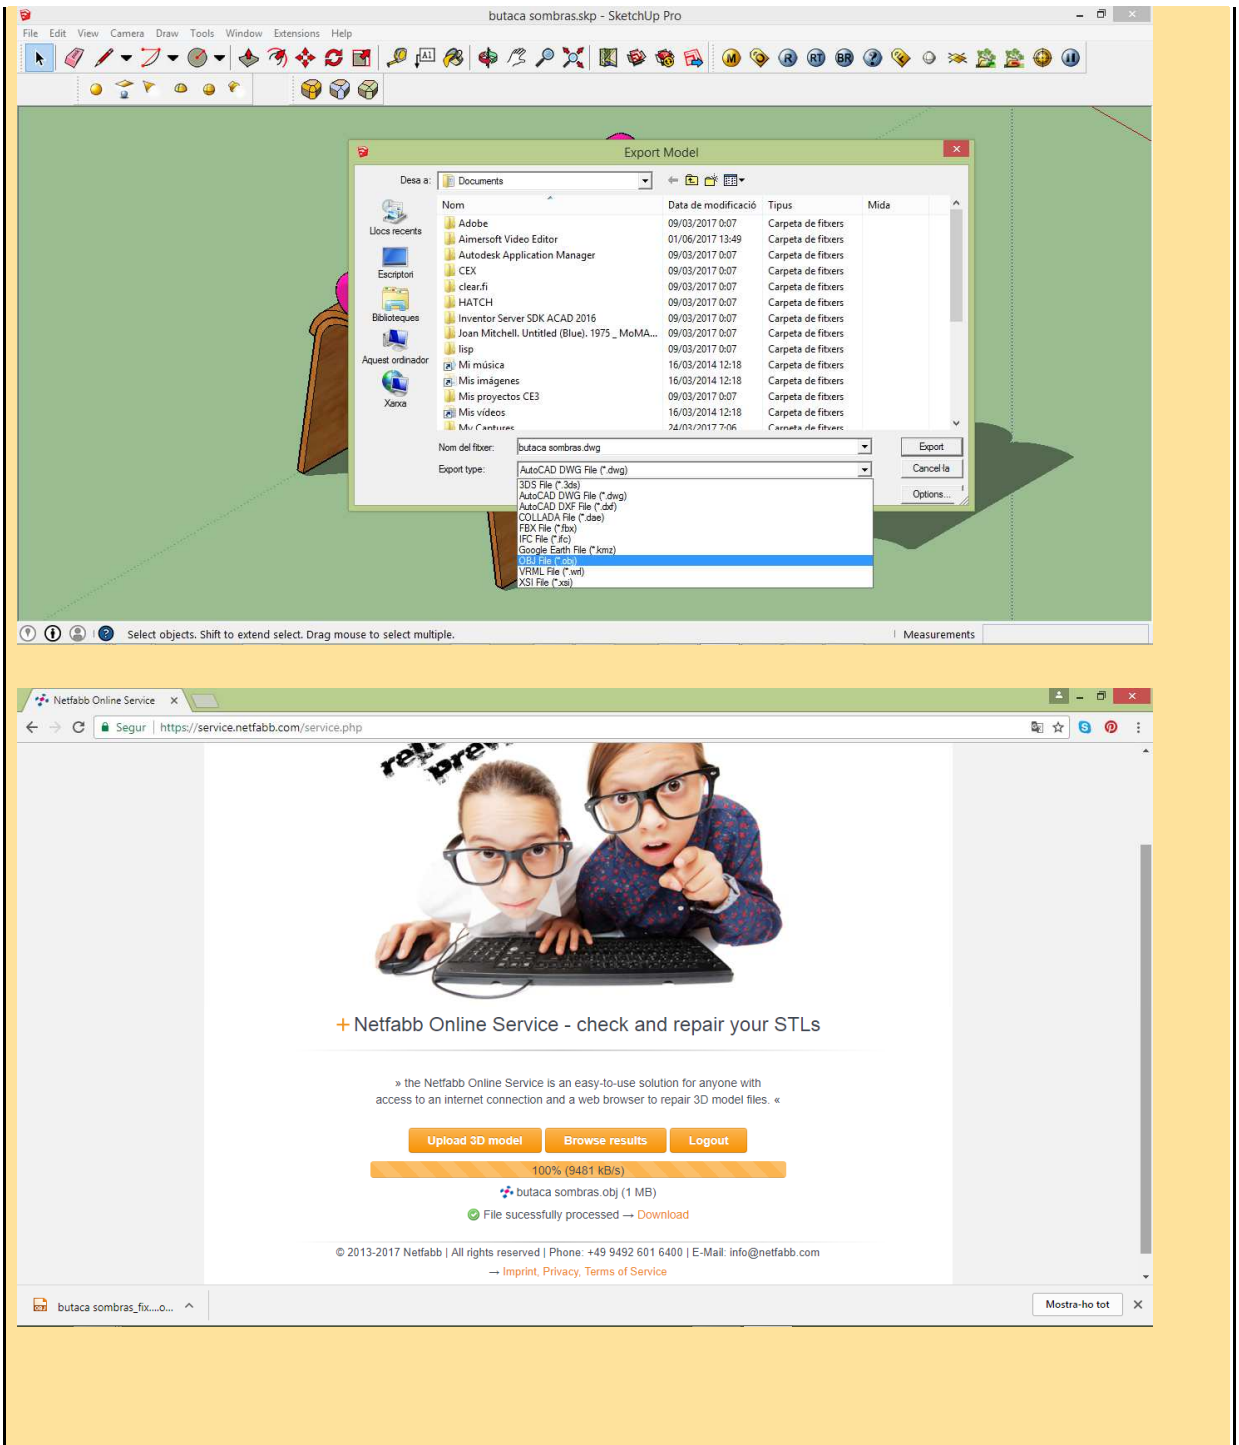 butaca sombras.skp - SketchUp Pro
File Edit View Camera Draw Tools Window Extensions Help
Export Model
Desa a: Documents
Nom Data de modificació Tipus Mida
Adobe 09/03/2017 0:07 Carpeta de fitxers
Aimersoft Video Editor 01/06/2017 13:49 Carpeta de fitxers
Autodesk Application Manager 09/03/2017 0:07 Carpeta de fitxers
CEX 09/03/2017 0:07 Carpeta de fitxers
clear.fi 09/03/2017 0:07 Carpeta de fitxers
HATCH 09/03/2017 0:07 Carpeta de fitxers
Inventor Server SDK ACAD 2016 09/03/2017 0:07 Carpeta de fitxers
Joan Mitchell. Untitled (Blue). 1975 _ MoMA... 09/03/2017 0:07 Carpeta de fitxers
lisp 09/03/2017 0:07 Carpeta de fitxers
Mi música 16/03/2014 12:18 Carpeta de fitxers
Mis imágenes 16/03/2014 12:18 Carpeta de fitxers
Mis proyectos CE3 09/03/2017 0:07 Carpeta de fitxers
Mis vídeos 16/03/2014 12:18 Carpeta de fitxers
My Captures 24/03/2017 7:06 Carpeta de fitxers
Llocs recents
Escriptori
Biblioteques
Aquest ordinador
Xarxa
Nom del fitxer: butaca sombras.dwg Export
Export type: AutoCAD DWG File (*.dwg) Cancel·la
Options...
3DS File (*.3ds)
AutoCAD DWG File (*.dwg)
AutoCAD DXF File (*.dxf)
COLLADA File (*.dae)
FBX File (*.fbx)
IFC File (*.ifc)
Google Earth File (*.kmz)
OBJ File (*.obj)
VRML File (*.wrl)
XSI File (*.xsi)
Select objects. Shift to extend select. Drag mouse to select multiple. Measurements
Netfabb Online Service
Segur https://service.netfabb.com/service.php
+ Netfabb Online Service - check and repair your STLs
» the Netfabb Online Service is an easy-to-use solution for anyone with
access to an internet connection and a web browser to repair 3D model files. «
Upload 3D model Browse results Logout
100% (9481 kB/s)
butaca sombras.obj (1 MB)
File sucessfully processed → Download
© 2013-2017 Netfabb | All rights reserved | Phone: +49 9492 601 6400 | E-Mail: info@netfabb.com
→ Imprint, Privacy, Terms of Service
butaca sombras_fix....o... Mostra-ho tot